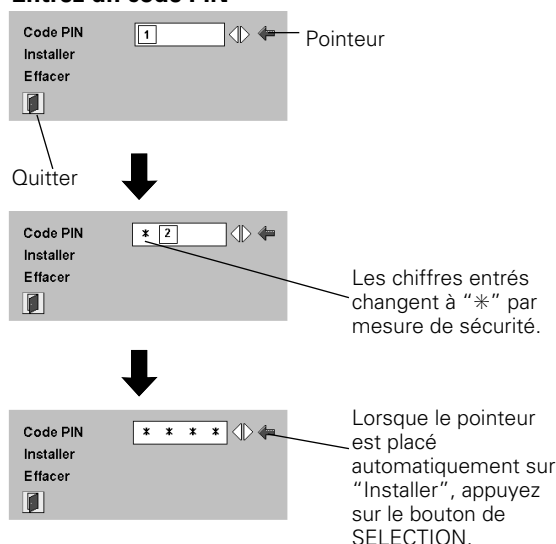 Entrez un code PIN
Code PIN 1 Pointeur
Installer
Effacer
Quitter
Code PIN * 2
Installer
Effacer
Les chiffres entrés
changent à “✳” par
mesure de sécurité.
Code PIN * * * *
Installer
Effacer
Lorsque le pointeur
est placé
automatiquement sur
“Installer”, appuyez
sur le bouton de
SELECTION.